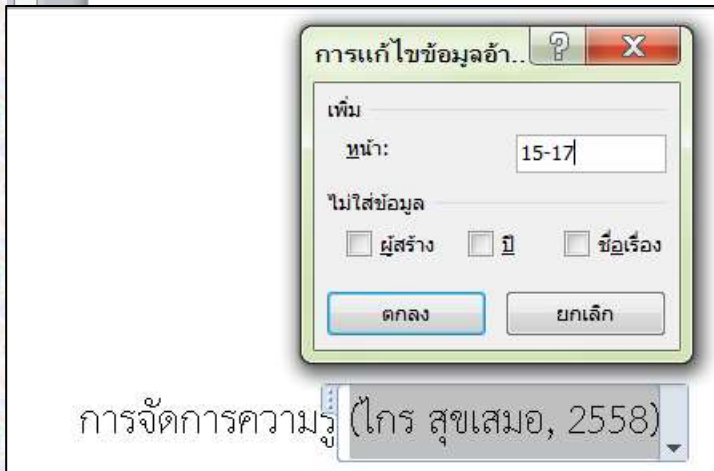 การแก้ไขข้อมูลอ้า..
เพิ่ม
หน้า: 15-17
ไม่ใส่ข้อมูล
ผู้สร้าง ปี ชื่อเรื่อง
ตกลง ยกเลิก
การจัดการความรู้ (ไกร สุขเสมอ, 2558)